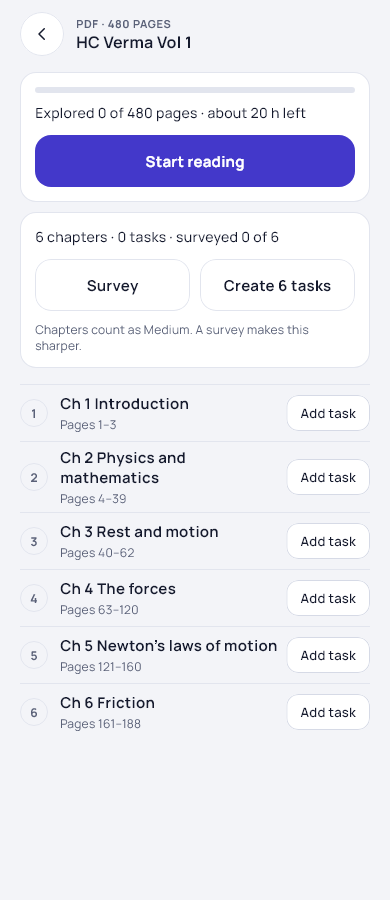 PDF · 480 PAGES
HC Verma Vol 1
Explored 0 of 480 pages · about 20 h left
Start reading
6 chapters · 0 tasks · surveyed 0 of 6
Survey
Create 6 tasks
Chapters count as Medium. A survey makes this
sharper.
1
Ch 1 Introduction
Pages 1–3
Add task
2
Ch 2 Physics and
mathematics
Pages 4–39
Add task
3
Ch 3 Rest and motion
Pages 40–62
Add task
4
Ch 4 The forces
Pages 63–120
Add task
5
Ch 5 Newton's laws of motion
Pages 121–160
Add task
6
Ch 6 Friction
Pages 161–188
Add task